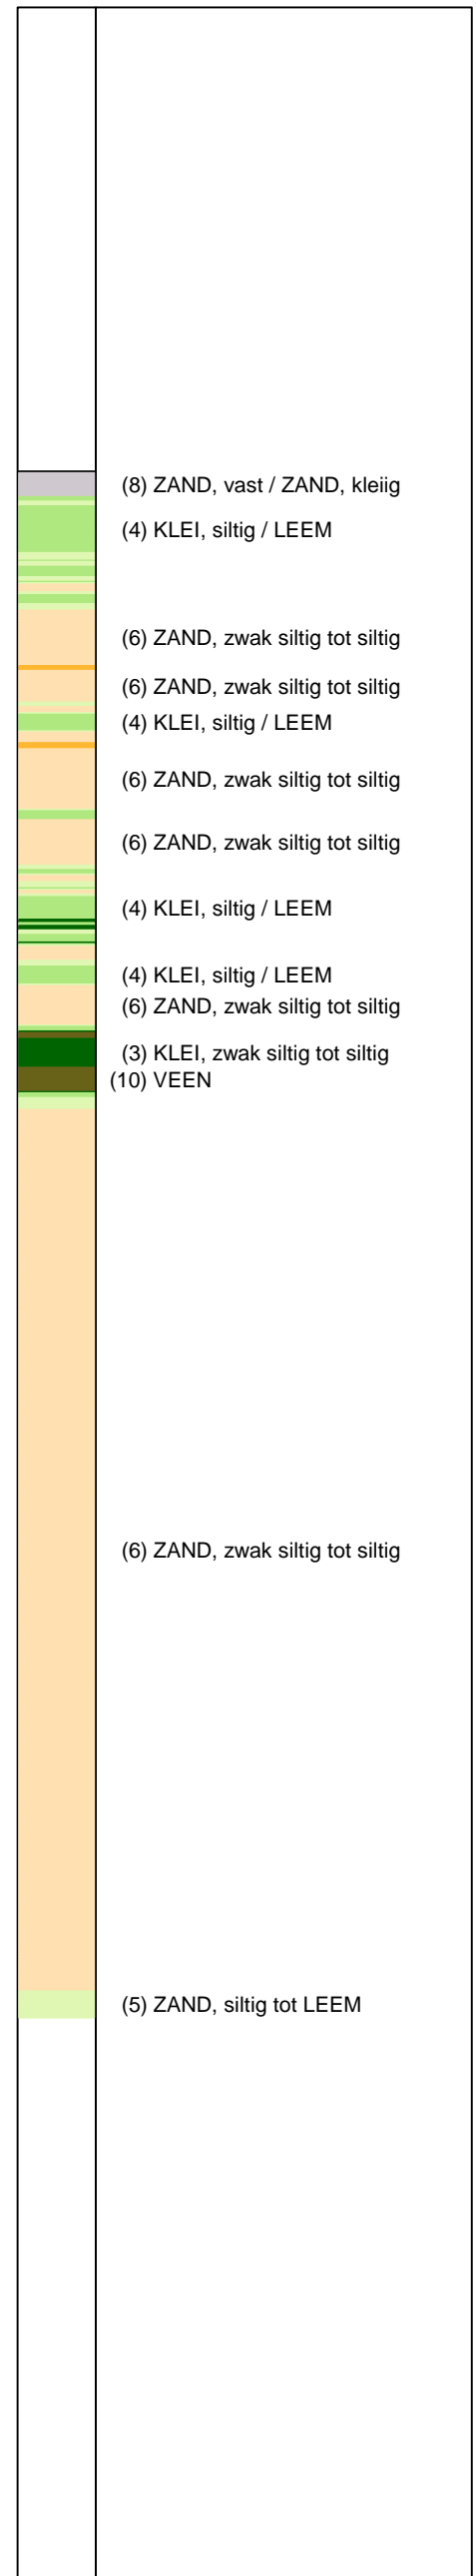 (8) ZAND, vast / ZAND, kleiig
(4) KLEI, siltig / LEEM
(6) ZAND, zwak siltig tot siltig
(6) ZAND, zwak siltig tot siltig
(4) KLEI, siltig / LEEM
(6) ZAND, zwak siltig tot siltig
(6) ZAND, zwak siltig tot siltig
(4) KLEI, siltig / LEEM
(4) KLEI, siltig / LEEM
(6) ZAND, zwak siltig tot siltig
(3) KLEI, zwak siltig tot siltig
(10) VEEN
(6) ZAND, zwak siltig tot siltig
(5) ZAND, siltig tot LEEM